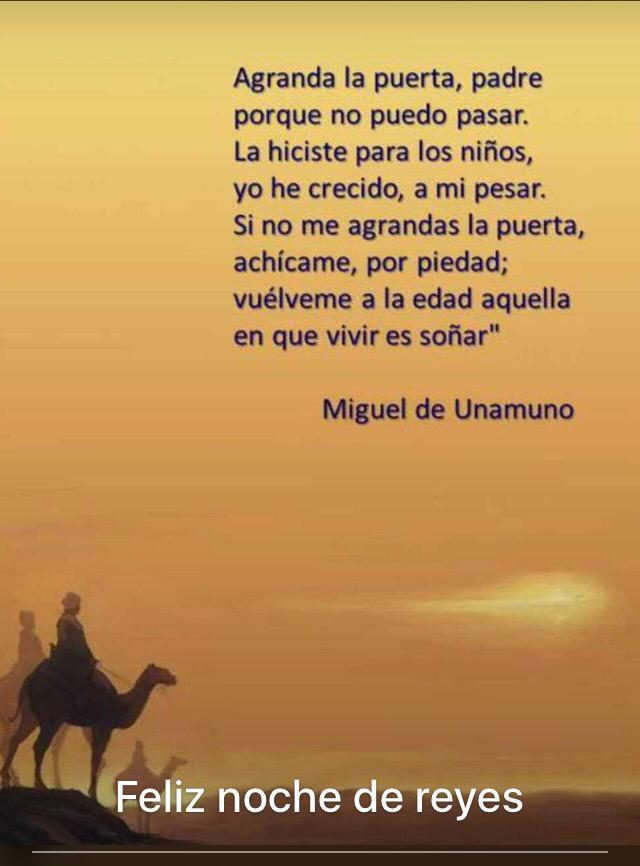 Agranda la puerta, padre
porque no puedo pasar.
La hiciste para los niños,
yo he crecido, a mi pesar.
Si no me agrandas la puerta,
achícame, por piedad;
vuélveme a la edad aquella
en que vivir es soñar"
Miguel de Unamuno
Feliz noche de reyes